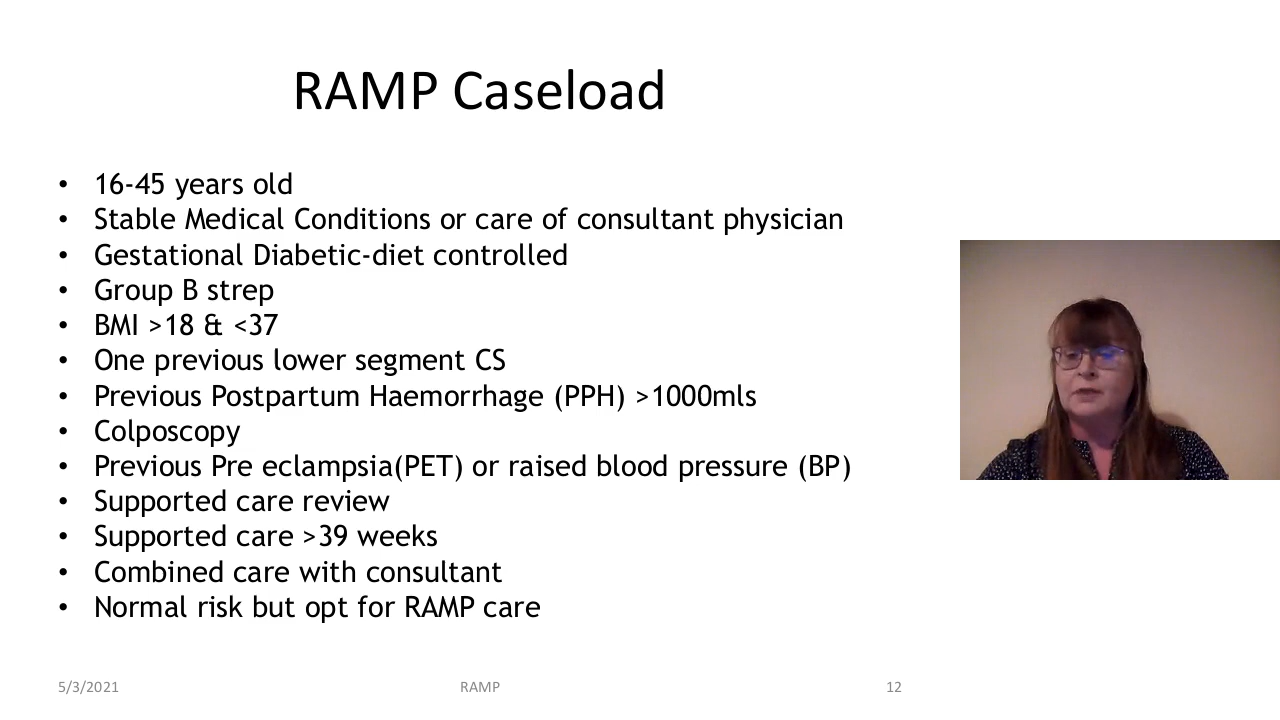 RAMP Caseload
• 16-45 years old
• Stable Medical Conditions or care of consultant physician
• Gestational Diabetic-diet controlled
• Group B strep
• BMI >18 & <37
• One previous lower segment CS
• Previous Postpartum Haemorrhage (PPH) >1000mls
• Colposcopy
• Previous Pre eclampsia(PET) or raised blood pressure (BP)
• Supported care review
• Supported care >39 weeks
• Combined care with consultant
• Normal risk but opt for RAMP care
5/3/2021
RAMP
12